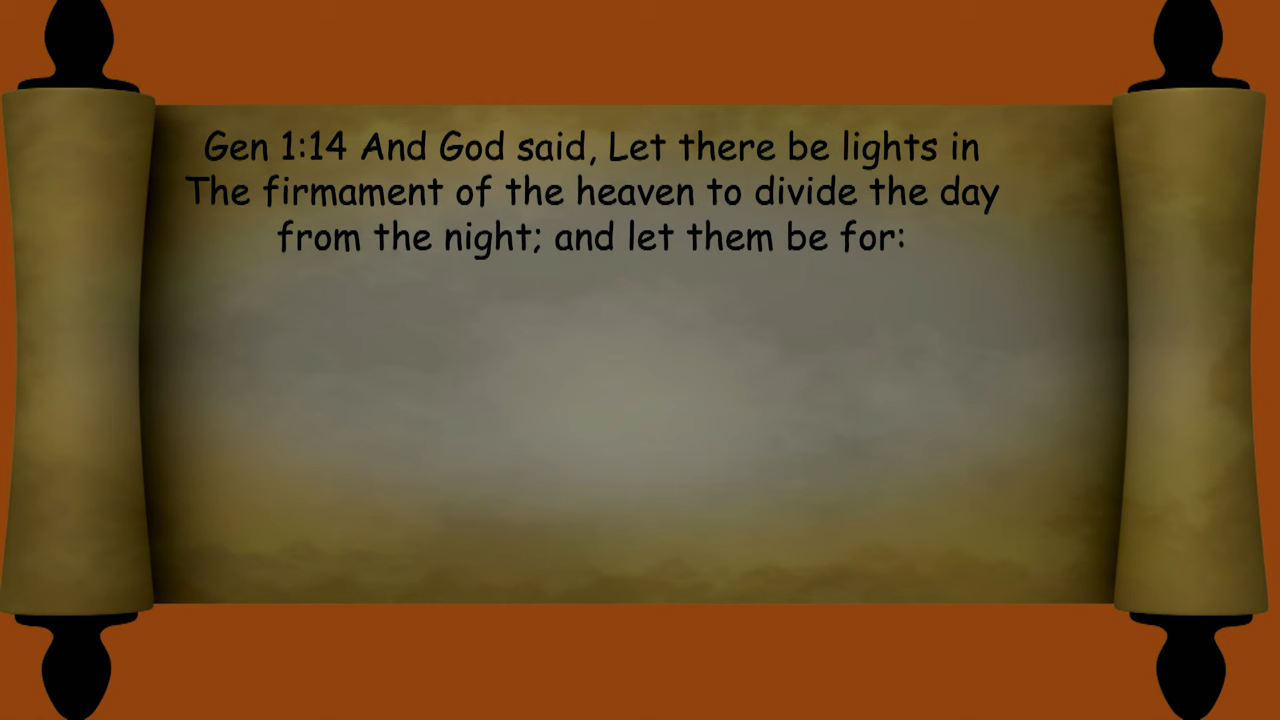 Gen 1:14 And God said, Let there be lights in
The firmament of the heaven to divide the day
from the night; and let them be for: